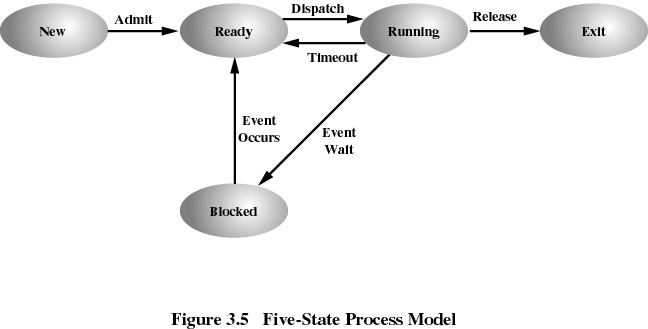 New
Admit
Ready
Dispatch
Timeout
Running
Release
Exit
Event
Occurs
Event
Wait
Blocked
Figure 3.5 Five-State Process Model